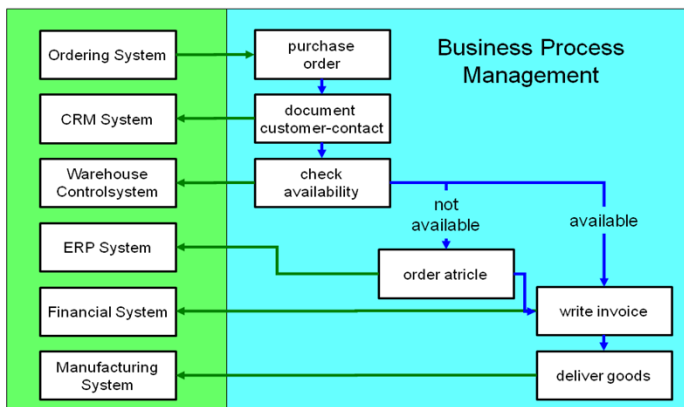 Ordering System
purchase
order
Business Process
Management
CRM System
document
customer-contact
Warehouse
Controlsystem
check
availability
not
available
available
ERP System
order atricle
Financial System
write invoice
Manufacturing
System
deliver goods